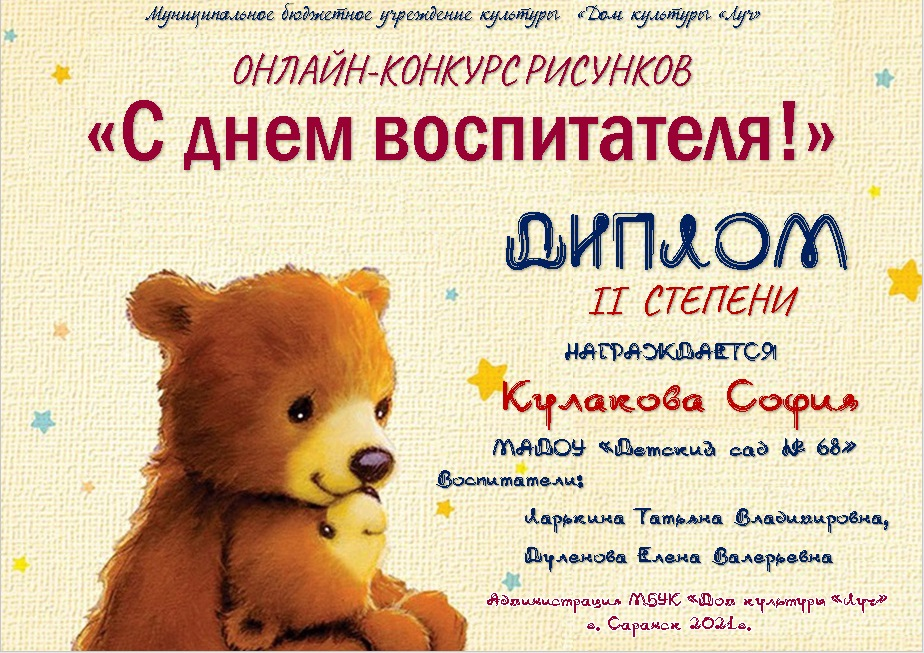 Муниципальное бюджетное учреждение культуры «Дом культуры «Луч»
ОНЛАЙН-КОНКУРС РИСУНКОВ
«С днем воспитателя!»
ДИПЛОМ
II СТЕПЕНИ
НАГРАЖДАЕТСЯ
Кулакова София
МАДОУ «Детский сад № 68»
Воспитатели:
Ларькина Татьяна Владимировна,
Дуленова Елена Валерьевна
Администрация МБУК «Дом культуры «Луч»
г. Саранск 2021г.